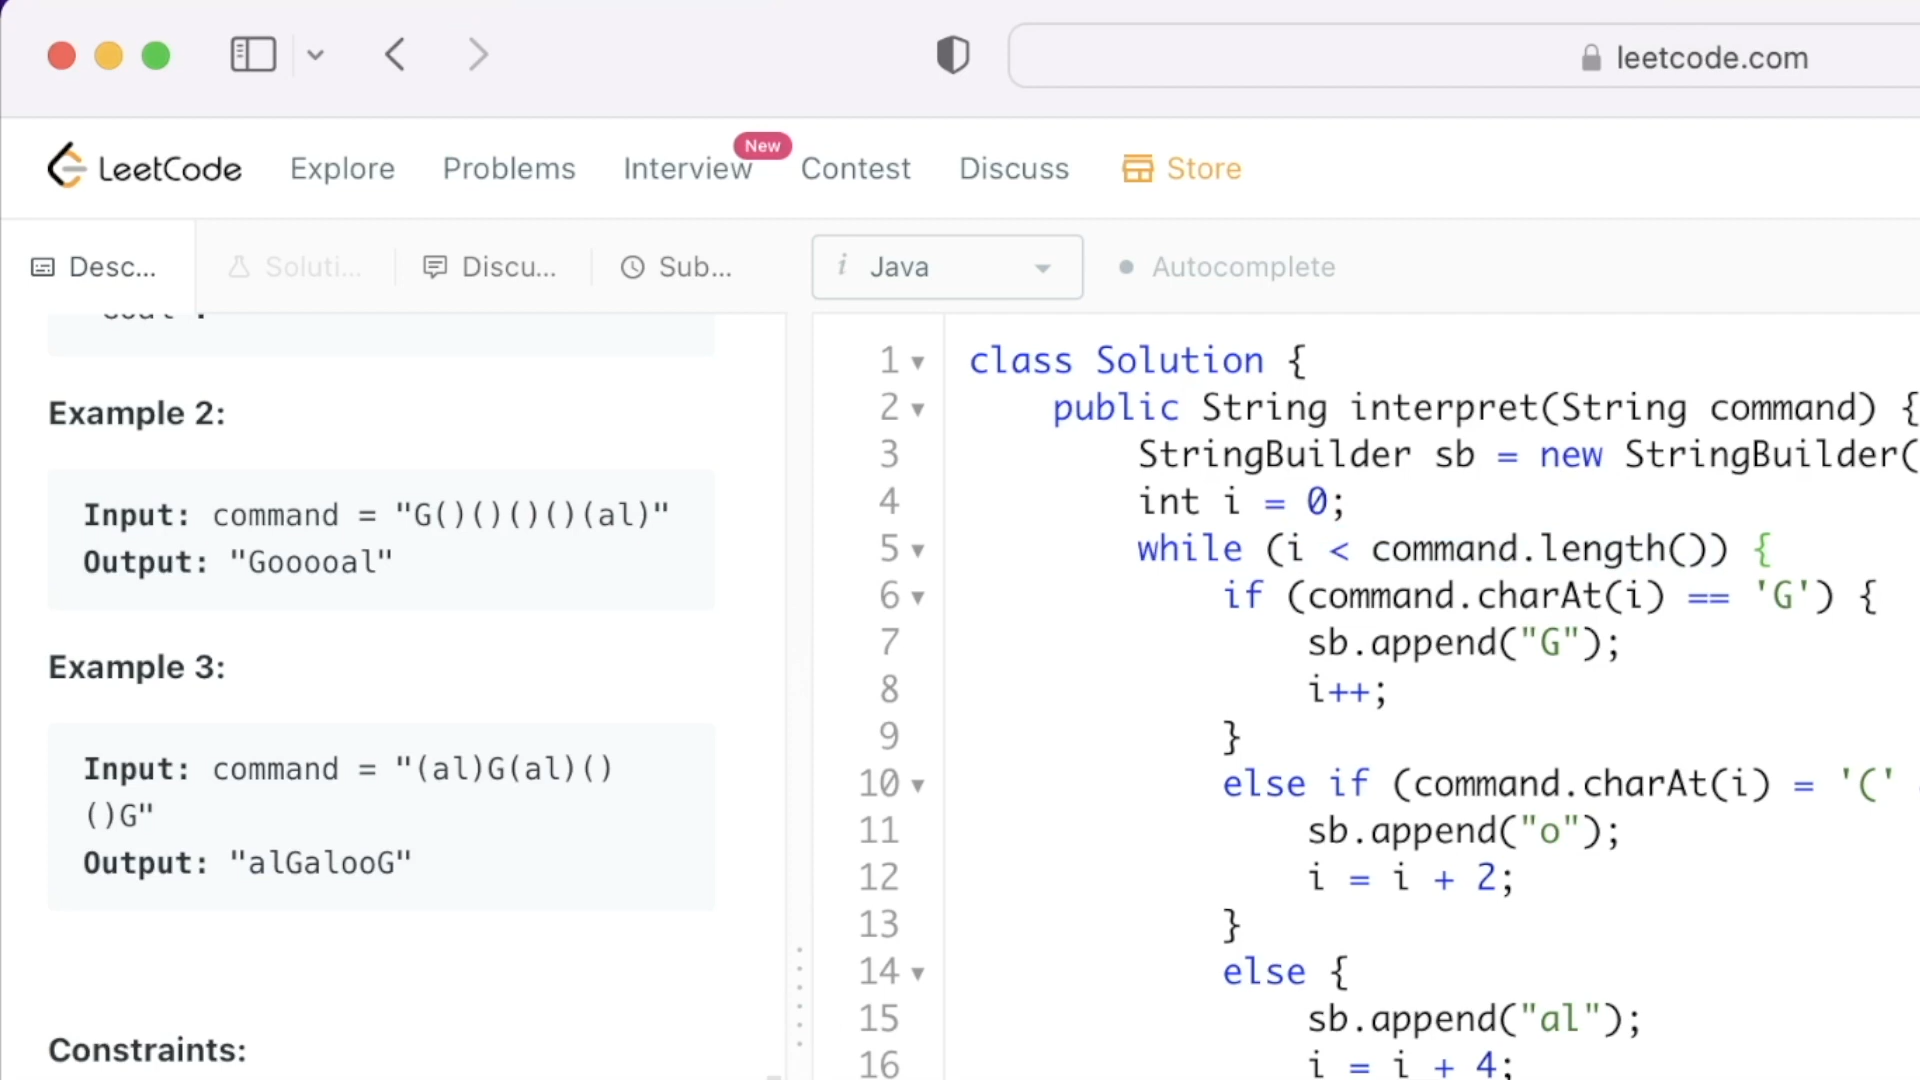 leetcode.com
LeetCode Explore Problems Interview New Contest Discuss Store
Desc... Soluti... Discu... Sub... i Java Autocomplete
Example 2:
Input: command = "G()()()()(al)"
Output: "Gooooal"
Example 3:
Input: command = "(al)G(al)()
()G"
Output: "alGalooG"
Constraints:
1 class Solution {
2 public String interpret(String command) {
3 StringBuilder sb = new StringBuilder(
4 int i = 0;
5 while (i < command.length()) {
6 if (command.charAt(i) == 'G') {
7 sb.append("G");
8 i++;
9 }
10 else if (command.charAt(i) = '('
11 sb.append("o");
12 i = i + 2;
13 }
14 else {
15 sb.append("al");
16 i = i + 4;